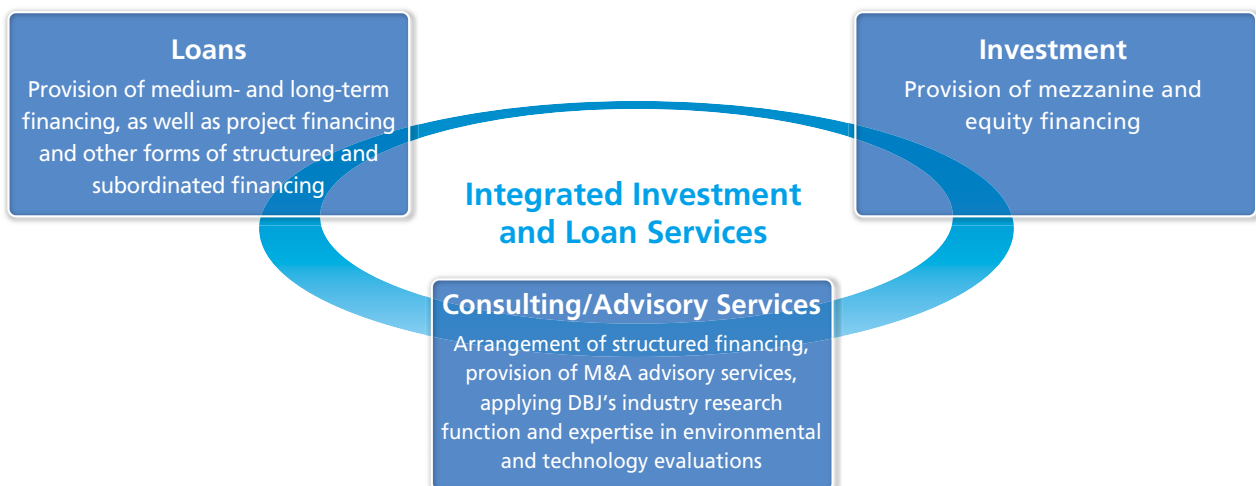 Loans
Provision of medium- and long-term
financing, as well as project financing
and other forms of structured and
subordinated financing
Investment
Provision of mezzanine and
equity financing
Integrated Investment
and Loan Services
Consulting/Advisory Services
Arrangement of structured financing,
provision of M&A advisory services,
applying DBJ's industry research
function and expertise in environmental
and technology evaluations